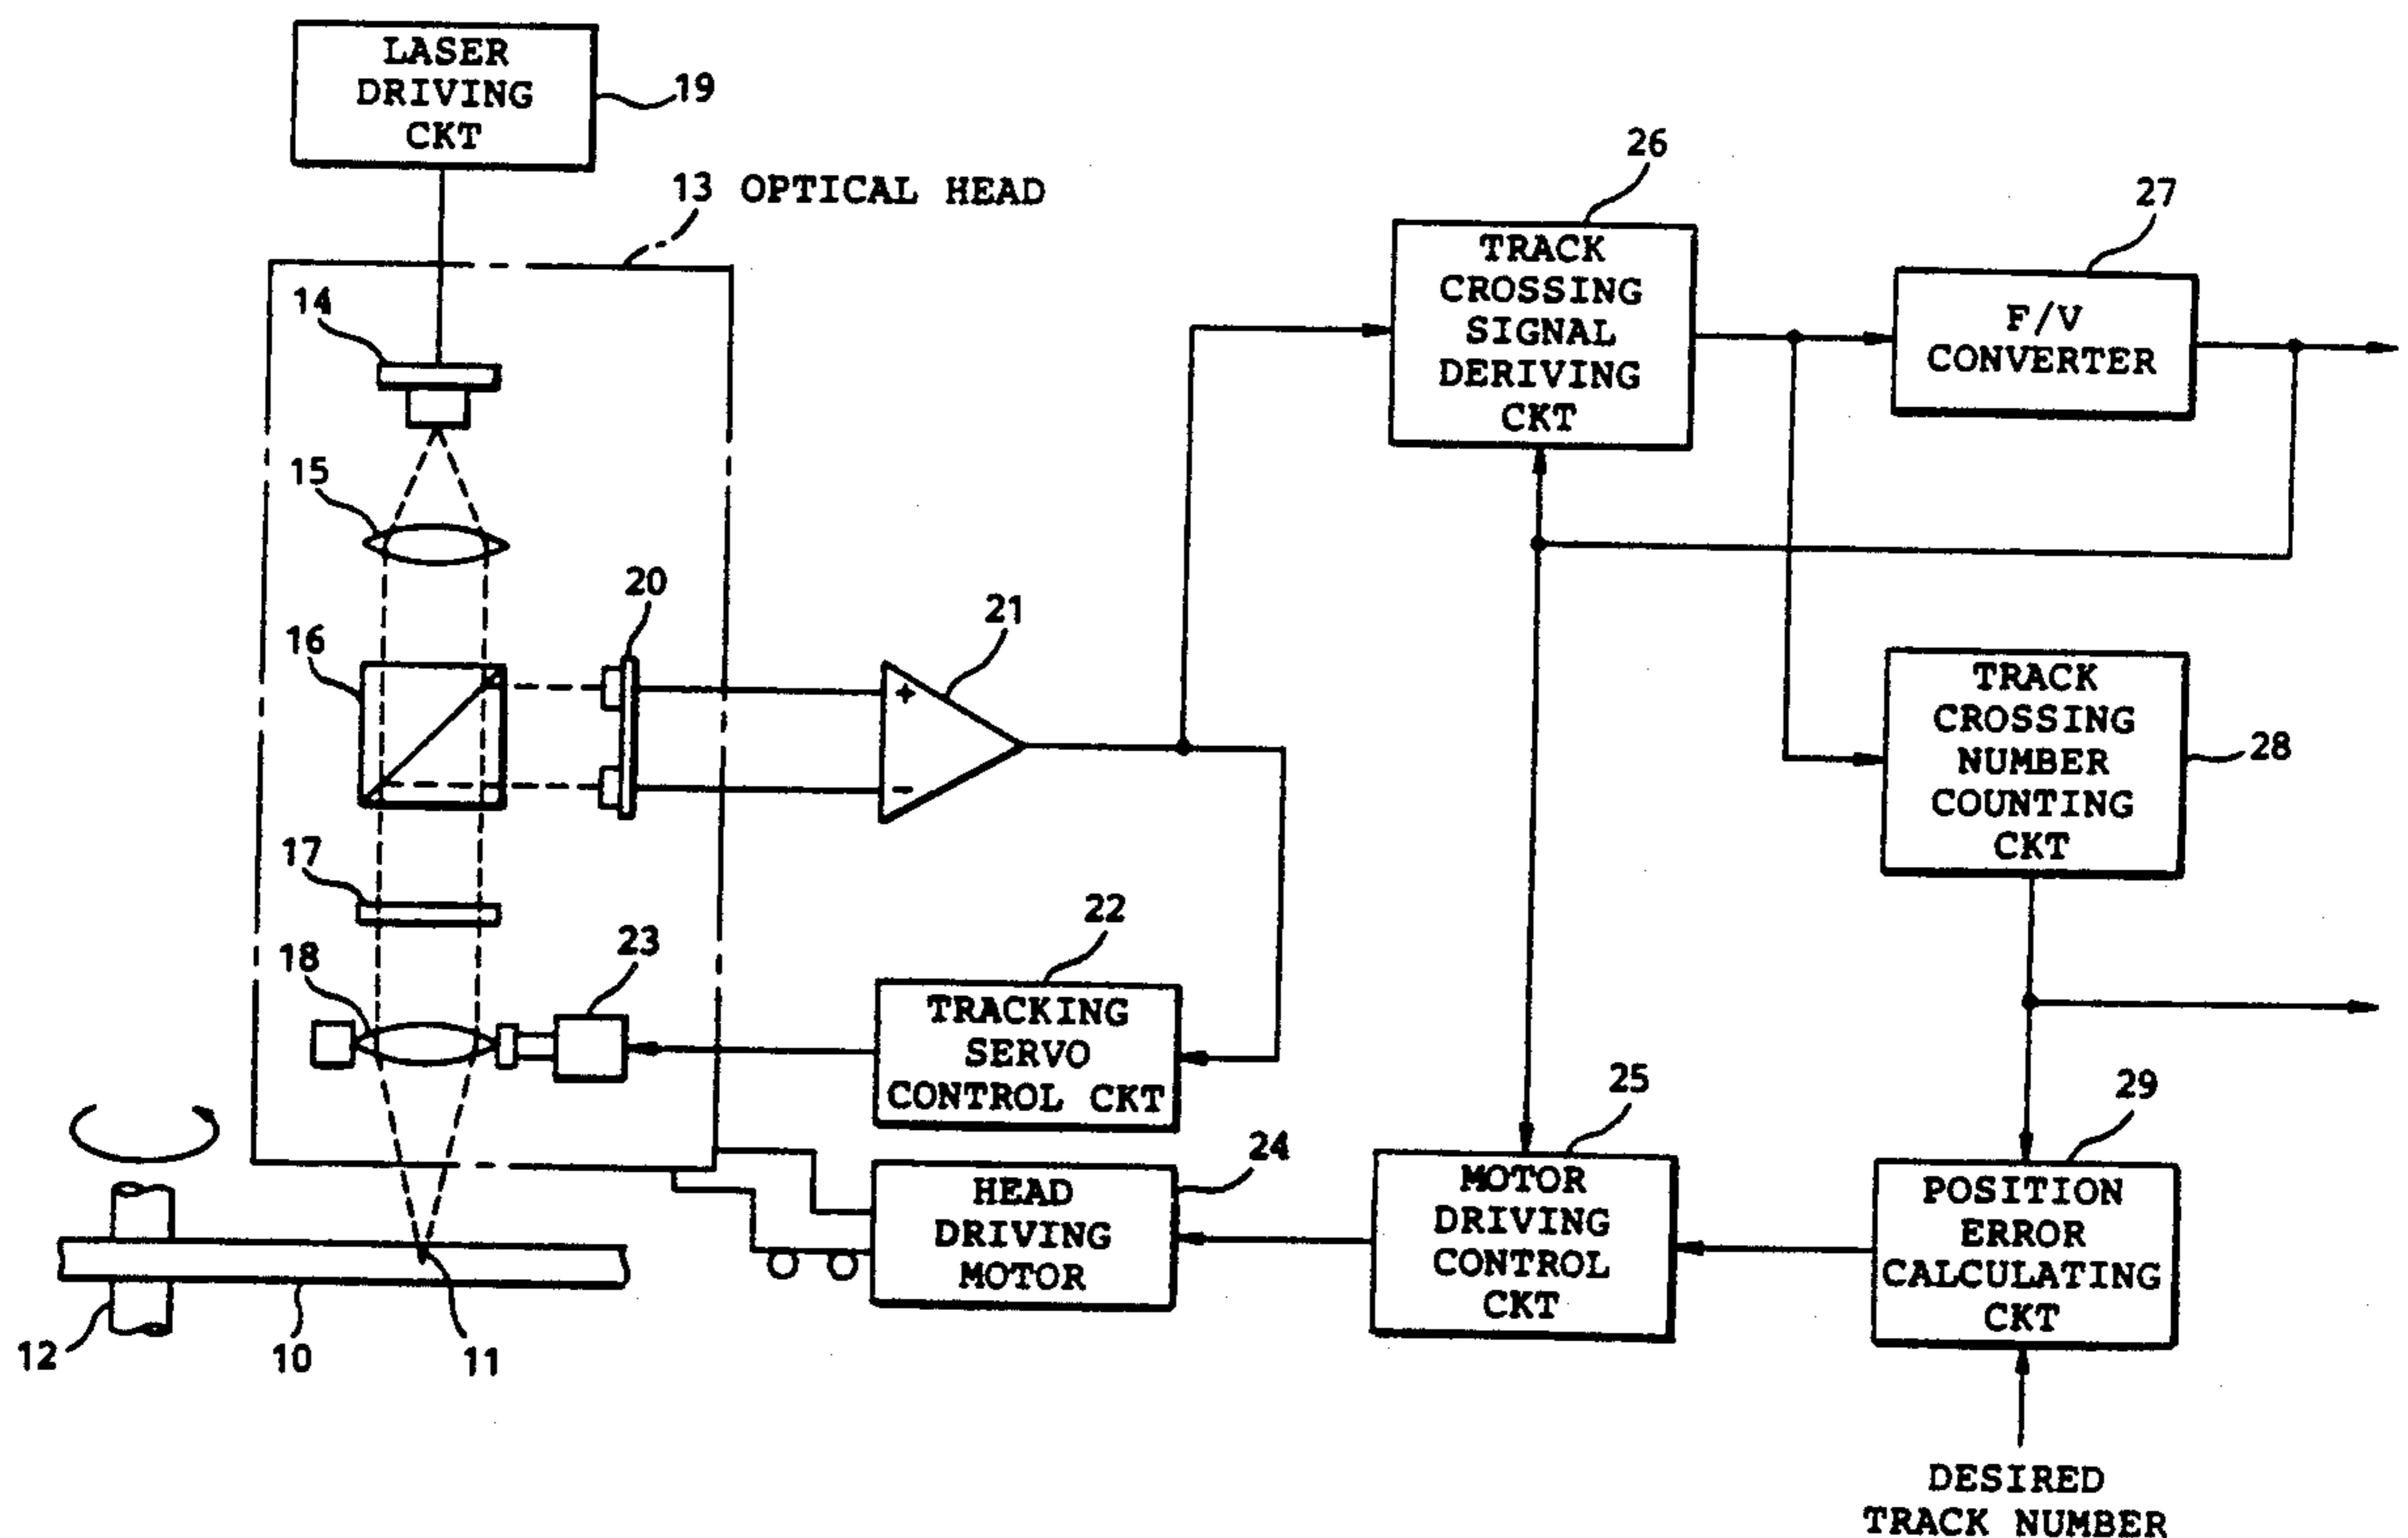 LASER
DRIVING
CKT
19
13 OPTICAL HEAD
14
15
16
17
18
20
21
+
-
22
TRACKING
SERVO
CONTROL CKT
23
24
HEAD
DRIVING
MOTOR
12
10
11
26
TRACK
CROSSING
SIGNAL
DERIVING
CKT
27
F/V
CONVERTER
TRACK
CROSSING
NUMBER
COUNTING
CKT
28
25
MOTOR
DRIVING
CONTROL
CKT
29
POSITION
ERROR
CALCULATING
CKT
DESIRED
TRACK NUMBER